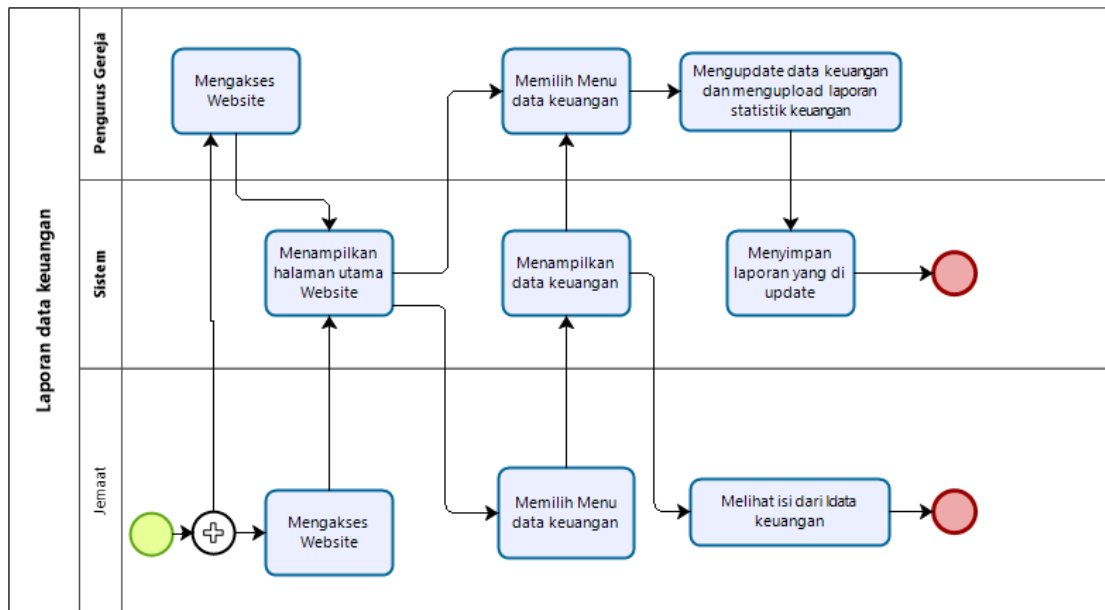 Laporan data keuangan
Pengurus Gereja
Mengakses
Website
Memilih Menu
data keuangan
Mengupdate data keuangan
dan mengupload laporan
statistik keuangan
Sistem
Menampilkan
halaman utama
Website
Menampilkan
data keuangan
Menyimpan
laporan yang di
update
Jemaat
Mengakses
Website
Memilih Menu
data keuangan
Melihat isi dari ldata
keuangan